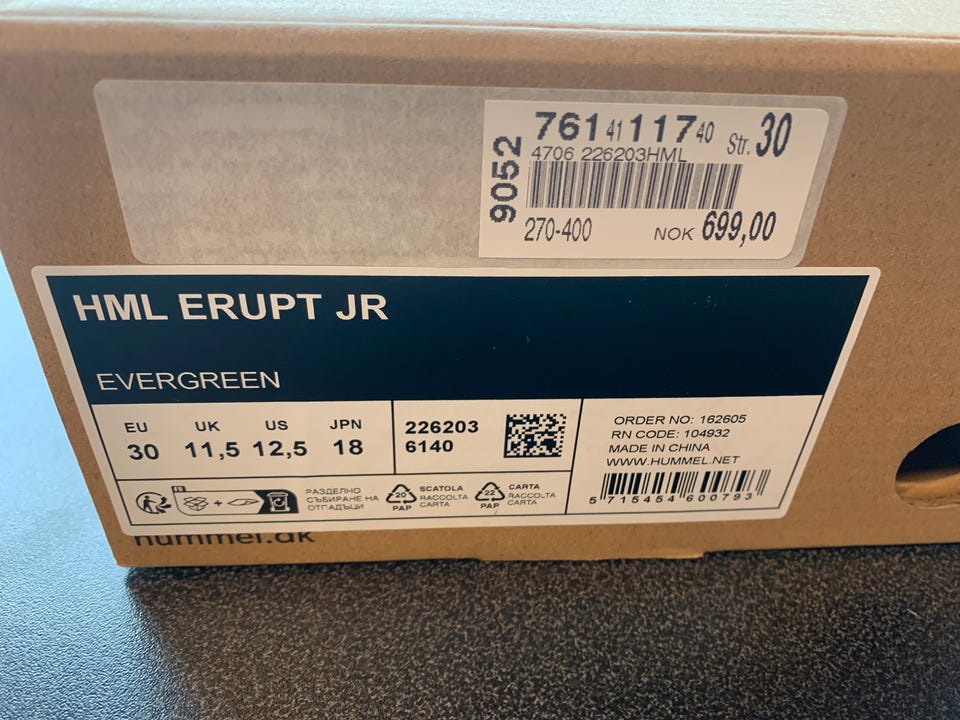 9052
761 41 117 40 Str. 30
4706 226203HML
270-400 NOK 699,00
HML ERUPT JR
EVERGREEN
EU UK US JPN
30 11,5 12,5 18
226203
6140
ORDER NO: 162605
RN CODE: 104932
MADE IN CHINA
WWW.HUMMEL.NET
5 715454 600793
FR
РАЗДЕЛНО
СЪБИРАНЕ НА
ОТПАДЪЦИ
20
PAP
SCATOLA
RACCOLTA
CARTA
22
PAP
CARTA
RACCOLTA
CARTA
hummel.dk